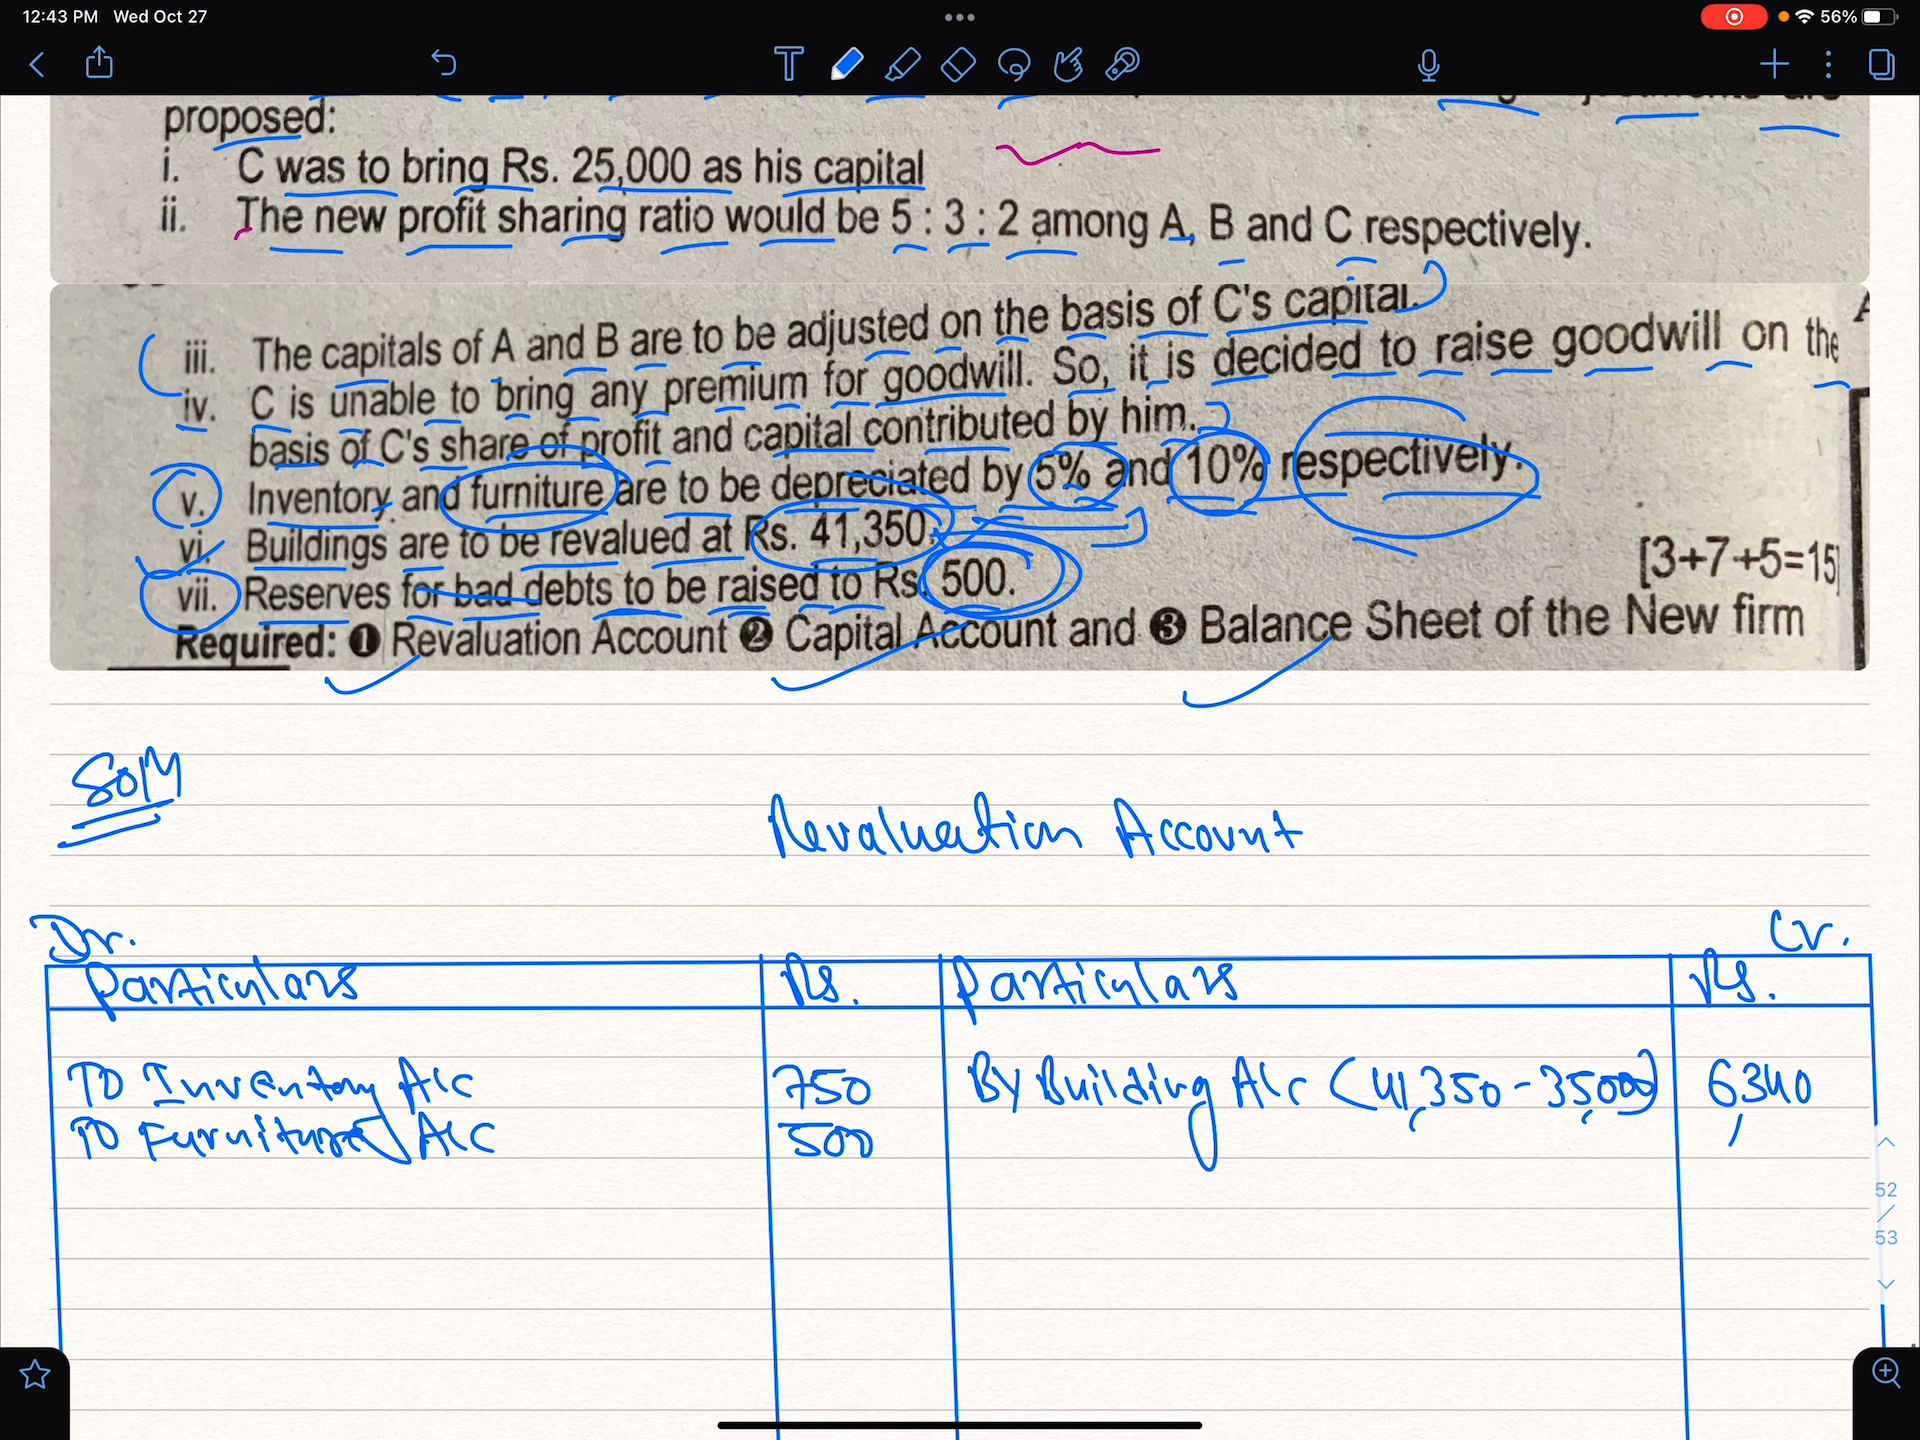 12:43 PM Wed Oct 27
56%
proposed:
i. C was to bring Rs. 25,000 as his capital
ii. The new profit sharing ratio would be 5 : 3 : 2 among A, B and C respectively.
iii. The capitals of A and B are to be adjusted on the basis of C's capital.
iv. C is unable to bring any premium for goodwill. So, it is decided to raise goodwill on the
basis of C's share of profit and capital contributed by him.
v. Inventory and furniture are to be depreciated by 5% and 10% respectively.
vi. Buildings are to be revalued at Rs. 41,350.
vii. Reserves for bad debts to be raised to Rs. 500.
[3+7+5=15]
Required: ❶ Revaluation Account ❷ Capital Account and ❸ Balance Sheet of the New firm
Soln
Revaluation Account
Dr. Cr.
Particulars Rs. Particulars Rs.
To Inventory A/c 750 By Building A/c (41,350-35,000) 6,340
To Furniture A/c 500
52
53